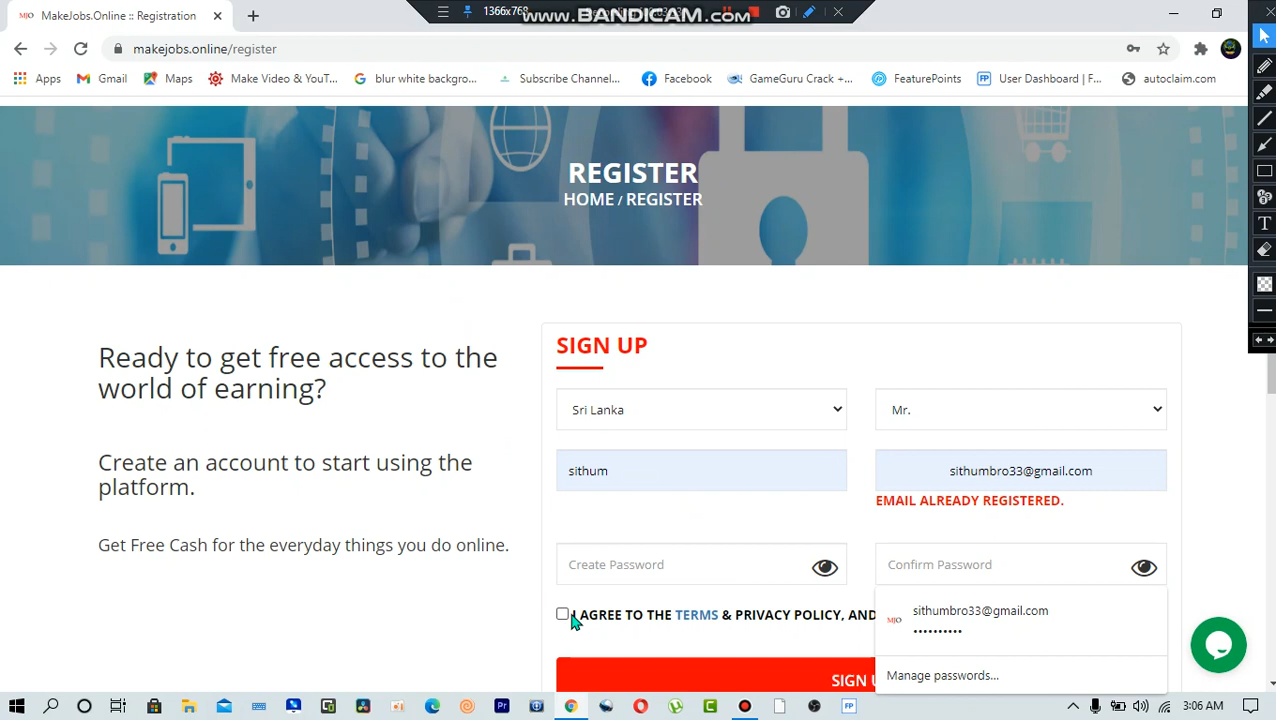 MJO MakeJobs.Online :: Registration
1366x768
www.BANDICAM.com
makejobs.online/register
Apps
Gmail
Maps
Make Video & YouT...
blur white backgro...
Subscribe Channel...
Facebook
GameGuru Crack +...
FeaturePoints
User Dashboard | F...
autoclaim.com
REGISTER
HOME / REGISTER
Ready to get free access to the
world of earning?
Create an account to start using the
platform.
Get Free Cash for the everyday things you do online.
SIGN UP
Sri Lanka
Mr.
sithum
sithumbro33@gmail.com
EMAIL ALREADY REGISTERED.
Create Password
Confirm Password
I AGREE TO THE TERMS & PRIVACY POLICY, AND
MJO sithumbro33@gmail.com
••••••••••
Manage passwords...
SIGN U
3:06 AM